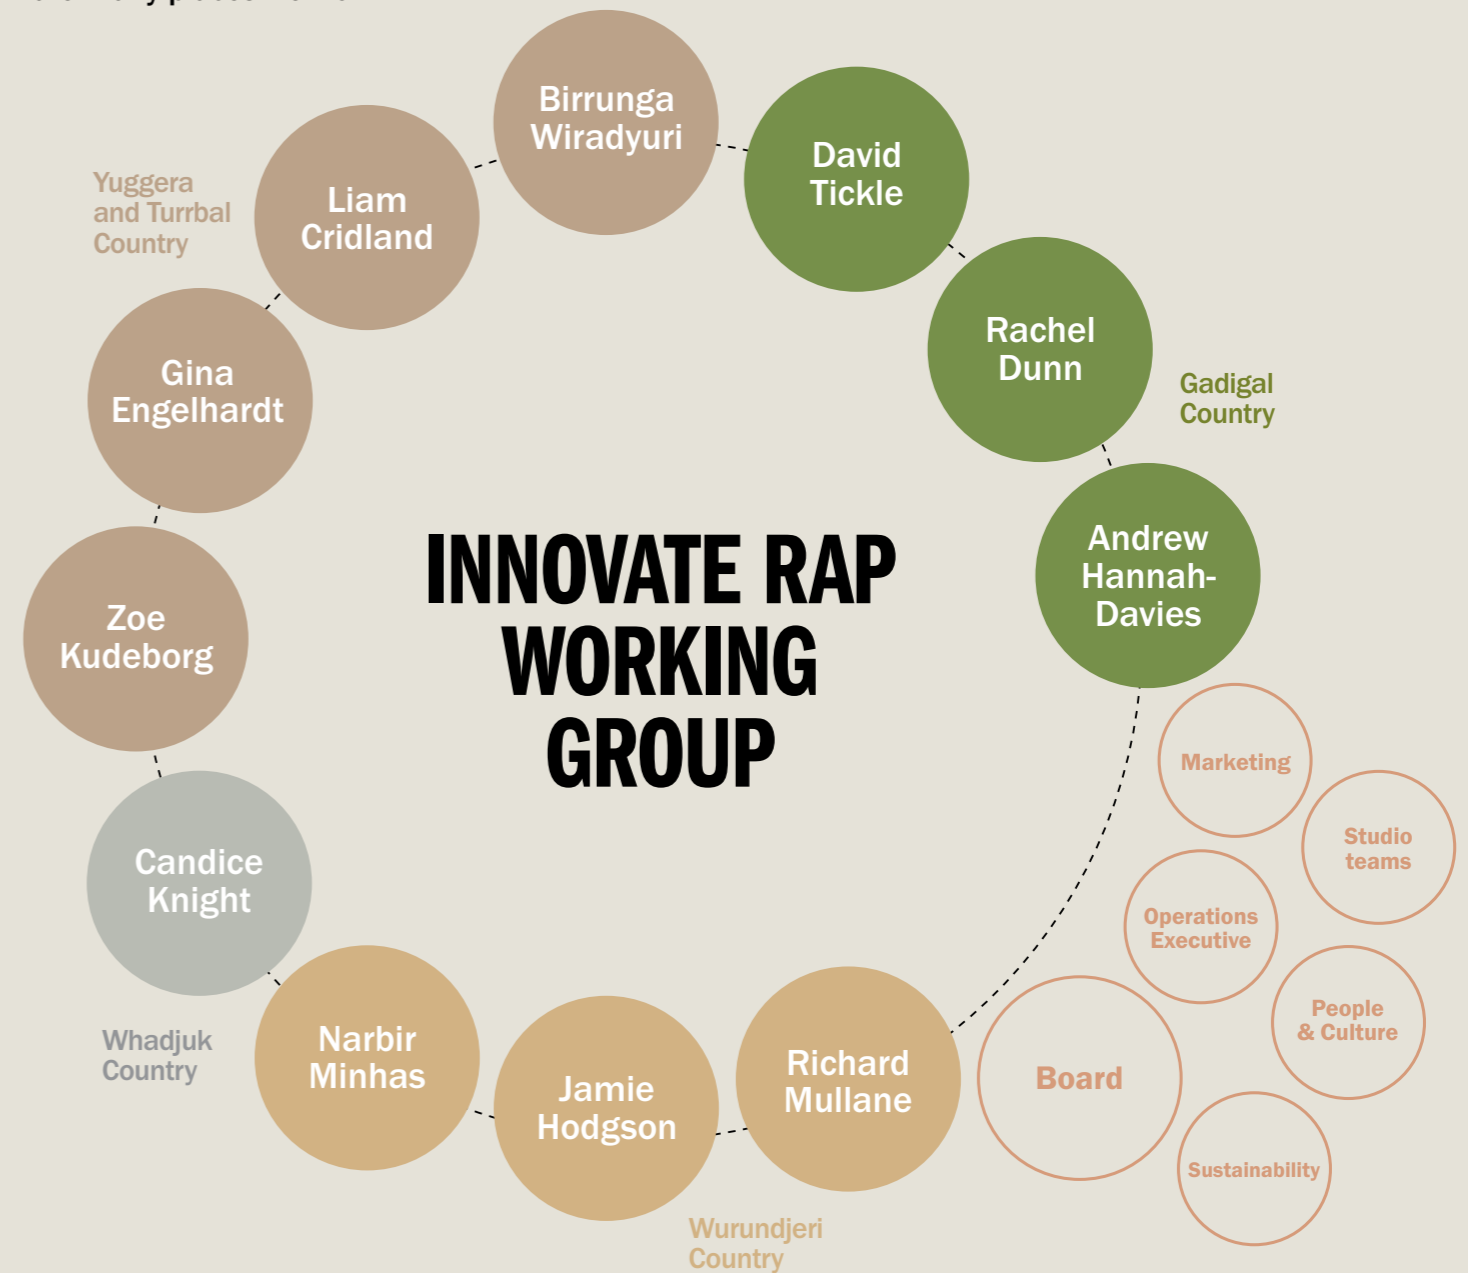 Birrunga
Wiradyuri
David
Tickle
Liam
Cridland
Yuggera
and Turrbal
Country
Rachel
Dunn
Gadigal
Country
Gina
Engelhardt
Andrew
Hannah-
Davies
INNOVATE RAP
WORKING
GROUP
Zoe
Kudeborg
Marketing
Studio
teams
Candice
Knight
Operations
Executive
People
& Culture
Whadjuk
Country
Narbir
Minhas
Jamie
Hodgson
Richard
Mullane
Board
Sustainability
Wurundjeri
Country